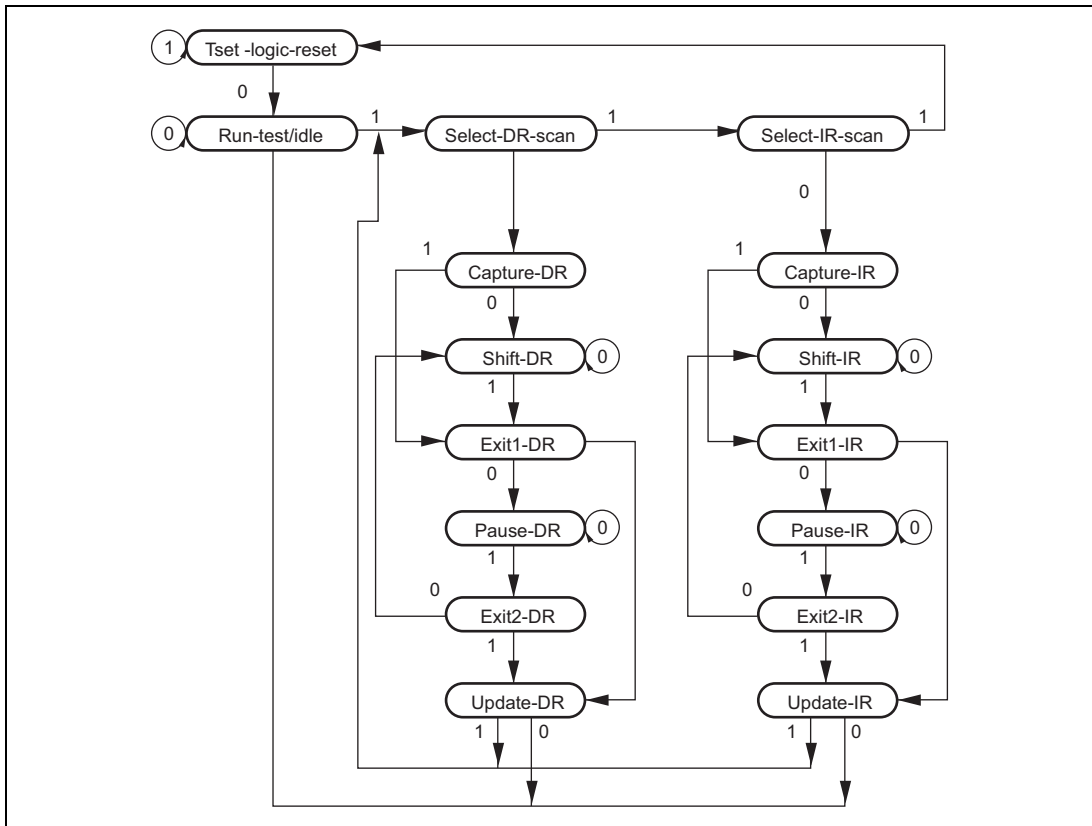 1
Tset -logic-reset
0
0
Run-test/idle
1
Select-DR-scan
1
Select-IR-scan
1
0
1
Capture-DR
0
1
Capture-IR
0
Shift-DR
0
1
Shift-IR
0
1
Exit1-DR
0
Exit1-IR
0
Pause-DR
0
1
Pause-IR
0
1
0
Exit2-DR
1
0
Exit2-IR
1
Update-DR
1
0
Update-IR
1
0